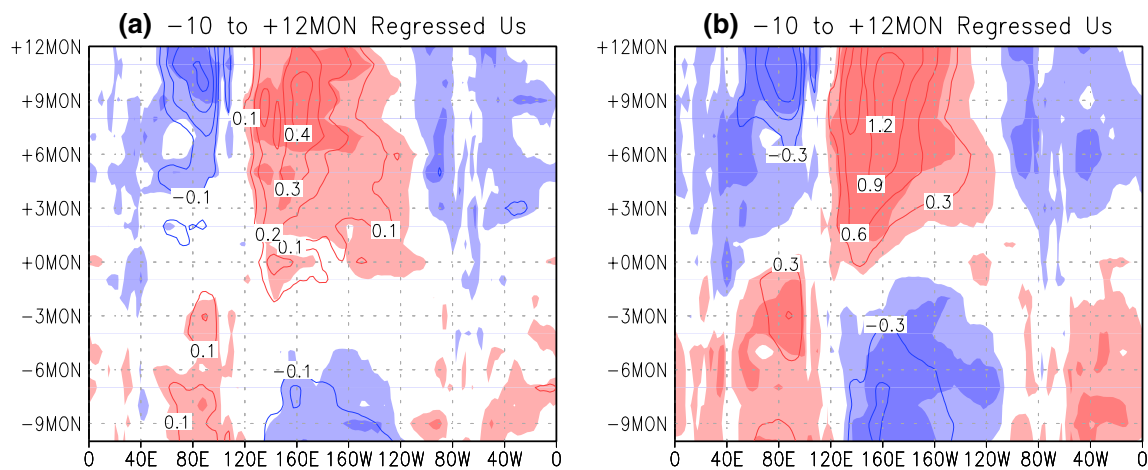 (a) −10 to +12MON Regressed Us
+12MON
+9MON
+6MON
+3MON
+0MON
−3MON
−6MON
−9MON
0.1
0.4
0.3
−0.1
0.2
0.1
0.1
0.1
−0.1
0.1
0 40E 80E 120E 160E 160W 120W 80W 40W 0
(b) −10 to +12MON Regressed Us
+12MON
+9MON
+6MON
+3MON
+0MON
−3MON
−6MON
−9MON
1.2
−0.3
0.9
0.3
0.6
0.3
−0.3
0 40E 80E 120E 160E 160W 120W 80W 40W 0